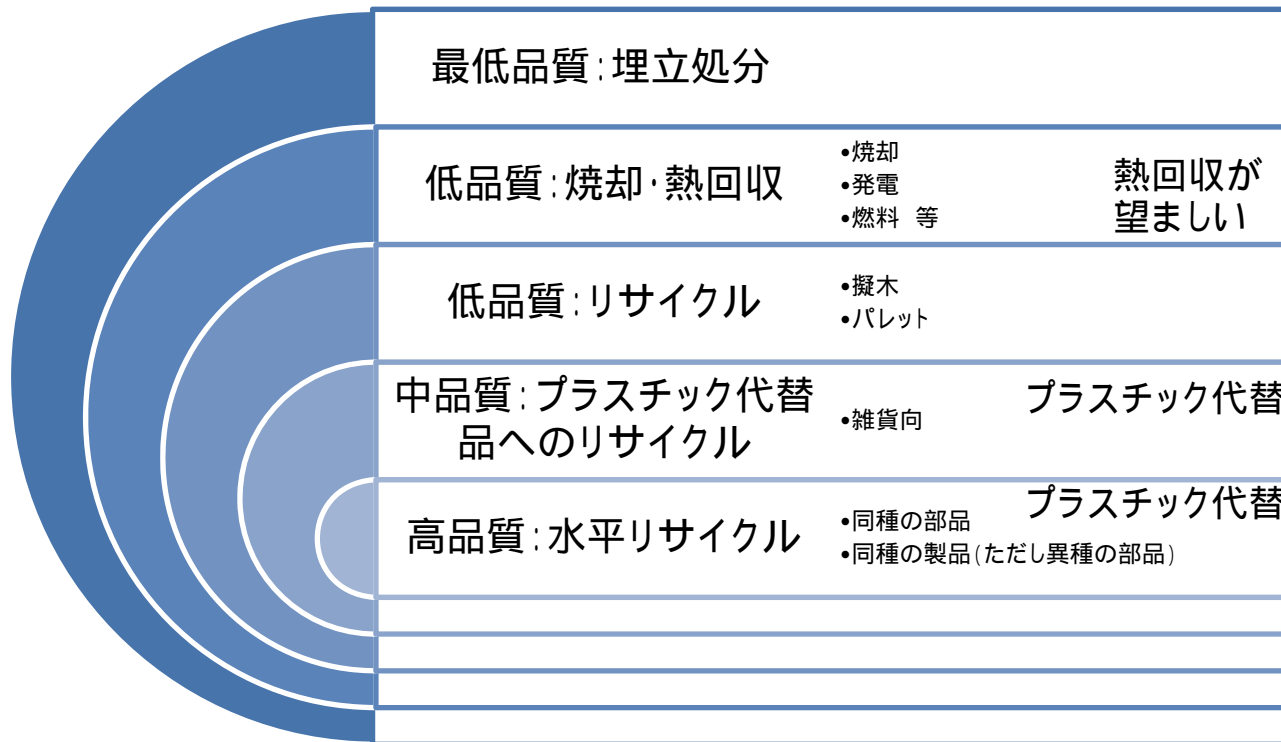 最低品質:埋立処分
低品質:焼却・熱回収
•焼却
•発電
•燃料 等
熱回収が
望ましい
低品質:リサイクル
•擬木
•パレット
中品質:プラスチック代替
品へのリサイクル
•雑貨向
プラスチック代替
高品質:水平リサイクル
•同種の部品
•同種の製品(ただし異種の部品)
プラスチック代替